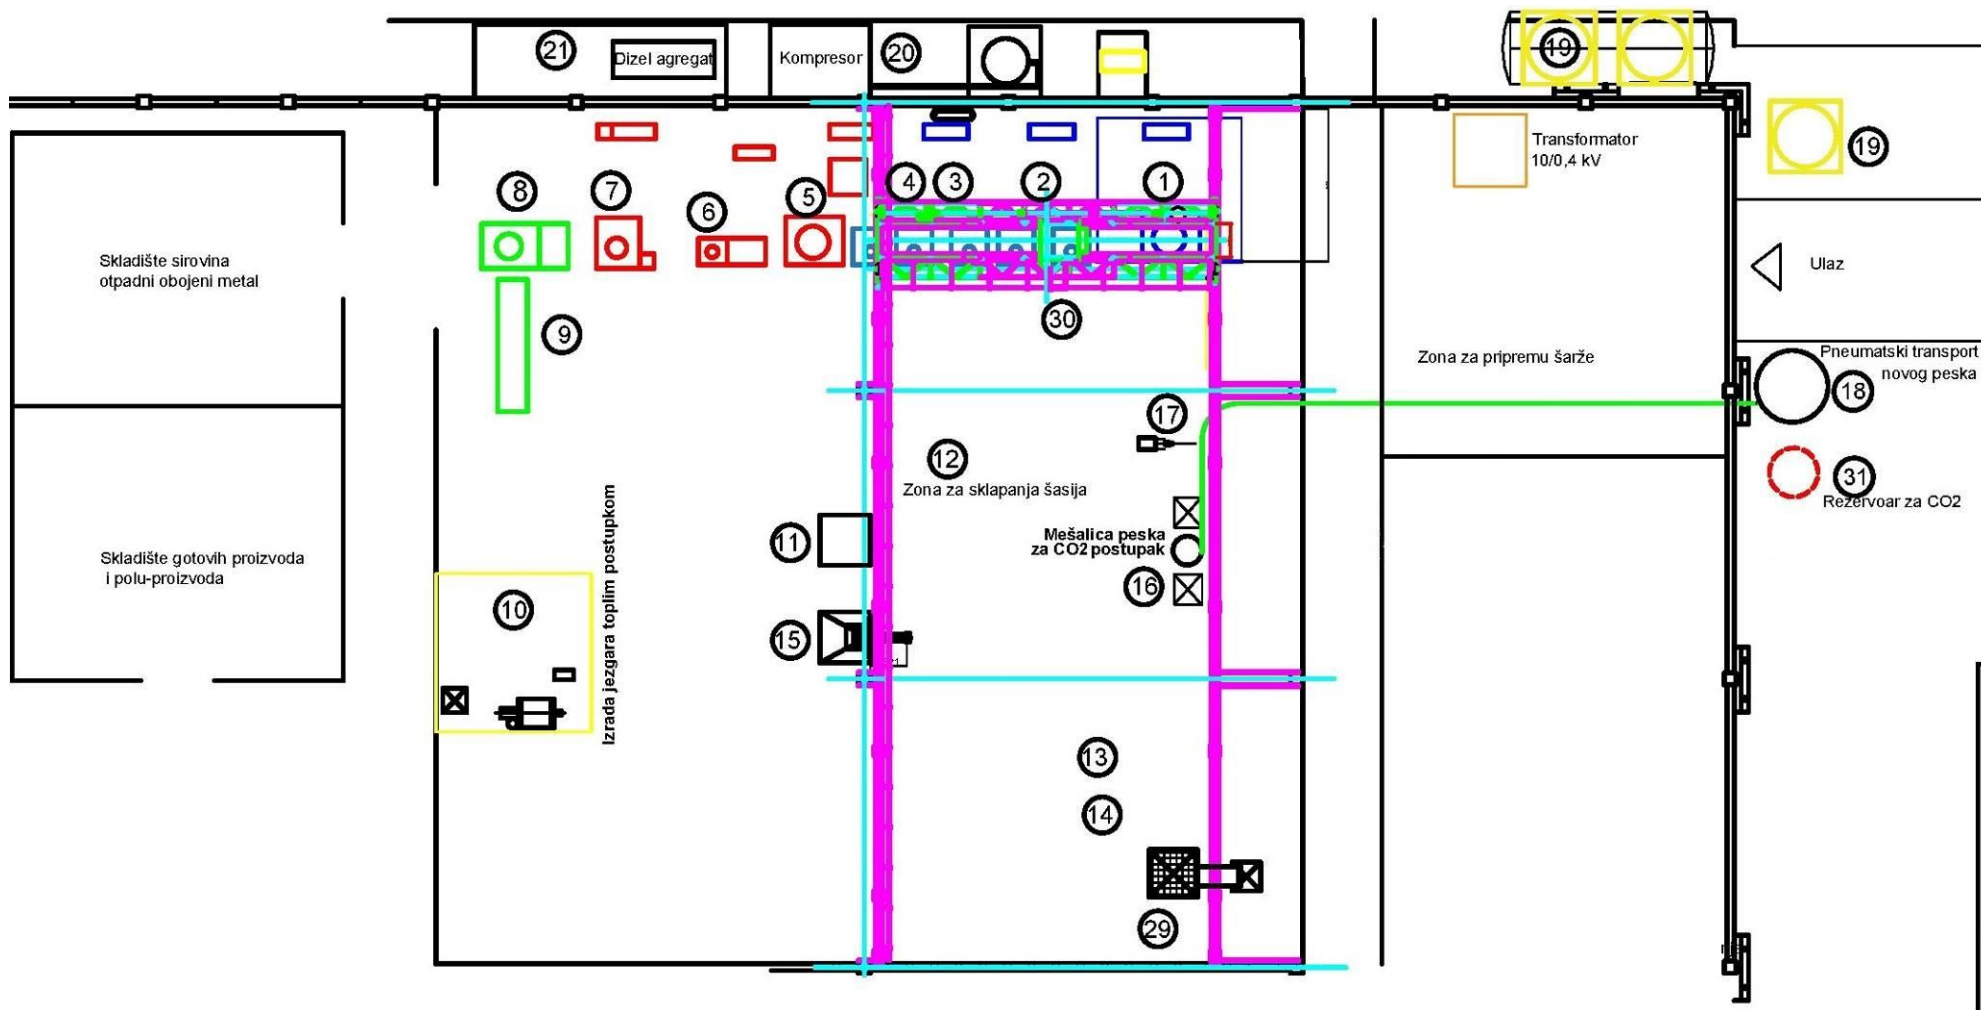 21
Dizel agregat
Kompresor
20
19
8
7
6
5
4
3
2
1
Transformator
10/0,4 kV
19
Skladište sirovina
otpadni obojeni metal
9
30
Ulaz
Zona za pripremu šarže
Pneumatski transport
novog peska
18
17
12
Zona za sklapanja šasija
31
Rezervoar za CO2
Skladište gotovih proizvoda
i polu-proizvoda
Izrada jezgara toplim postupkom
11
Mešalica peska
za CO2 postupak
16
10
15
13
14
29